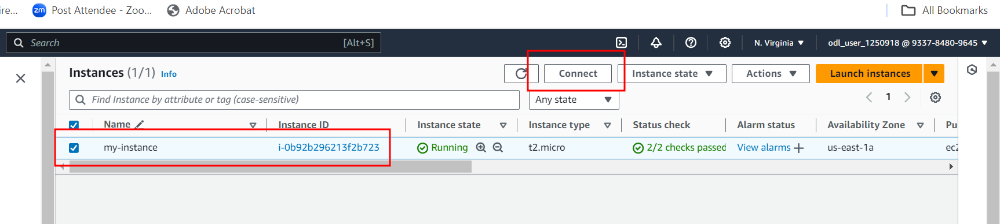 ire...
zm Post Attendee - Zoo...
Adobe Acrobat
All Bookmarks
Search [Alt+S]
N. Virginia ▼
odl_user_1250918 @ 9337-8480-9645 ▼
Instances (1/1) Info
Connect
Instance state ▼
Actions ▼
Launch instances ▼
Find Instance by attribute or tag (case-sensitive)
Any state ▼
1
Name Instance ID Instance state Instance type Status check Alarm status Availability Zone Pu
my-instance i-0b92b296213f2b723 Running t2.micro 2/2 checks passed View alarms + us-east-1a ec2